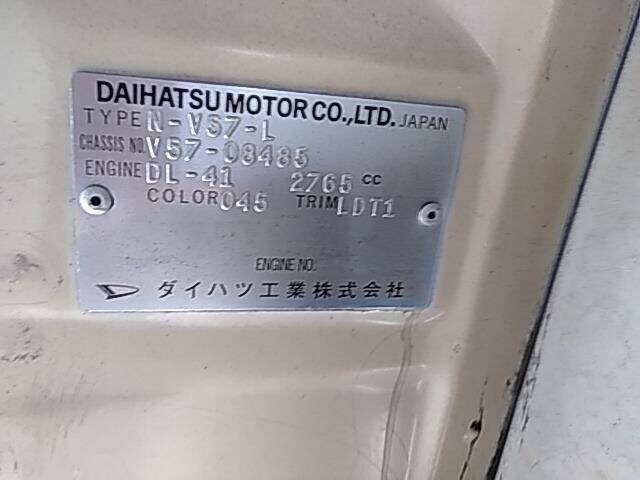 DAIHATSU MOTOR CO.,LTD. JAPAN
TYPE N-V57-L
CHASSIS NO. V57-08485
ENGINE DL-41 2765 CC
COLOR 045 TRIM LDT1
ENGINE NO.
ダイハツ工業株式会社